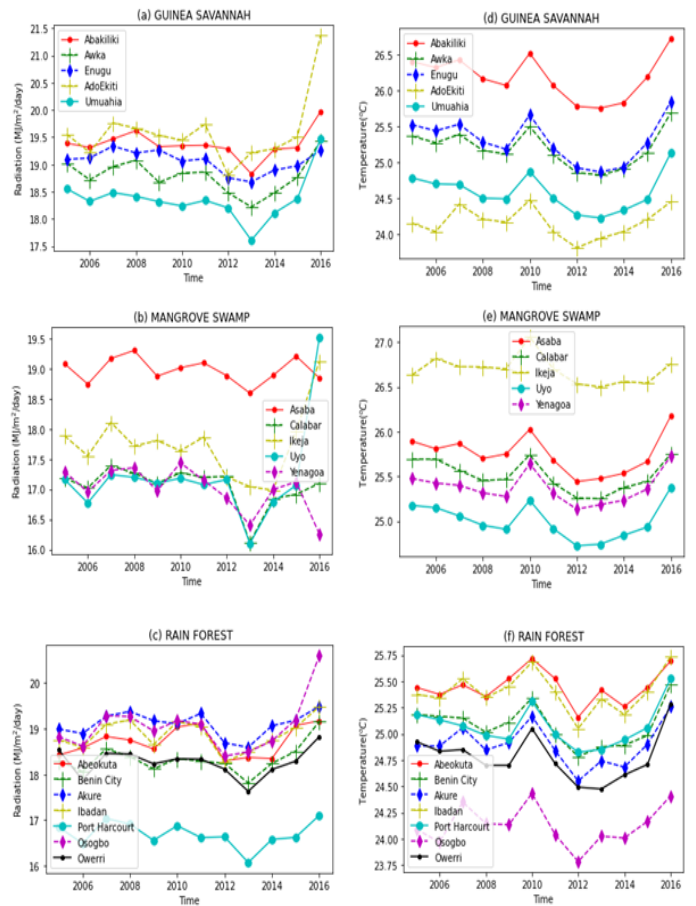 (a) GUINEA SAVANNAH
Radiation (MJ/m²/day)
21.5
21.0
20.5
20.0
19.5
19.0
18.5
18.0
17.5
Abakiliki
Awka
Enugu
AdoEkiti
Umuahia
2006 2008 2010 2012 2014 2016
Time
(d) GUINEA SAVANNAH
Temperature(°C)
26.5
26.0
25.5
25.0
24.5
24.0
Abakiliki
Awka
Enugu
AdoEkiti
Umuahia
2006 2008 2010 2012 2014 2016
Time
(b) MANGROVE SWAMP
Radiation (MJ/m²/day)
19.5
19.0
18.5
18.0
17.5
17.0
16.5
16.0
Asaba
Calabar
Ikeja
Uyo
Yenagoa
2006 2008 2010 2012 2014 2016
Time
(e) MANGROVE SWAMP
Temperature(°C)
27.0
26.5
26.0
25.5
25.0
Asaba
Calabar
Ikeja
Uyo
Yenagoa
2006 2008 2010 2012 2014 2016
Time
(c) RAIN FOREST
Radiation (MJ/m²/day)
20
19
18
17
16
Abeokuta
Benin City
Akure
Ibadan
Port Harcourt
Osogbo
Owerri
2006 2008 2010 2012 2014 2016
Time
(f) RAIN FOREST
Temperature(°C)
25.75
25.50
25.25
25.00
24.75
24.50
24.25
24.00
23.75
Abeokuta
Benin City
Akure
Ibadan
Port Harcourt
Osogbo
Owerri
2006 2008 2010 2012 2014 2016
Time